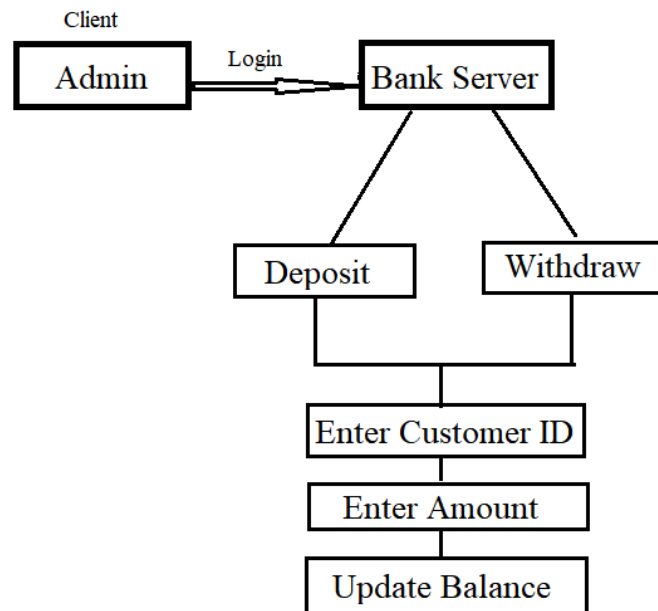 Client
Admin
Login
Bank Server
Deposit
Withdraw
Enter Customer ID
Enter Amount
Update Balance